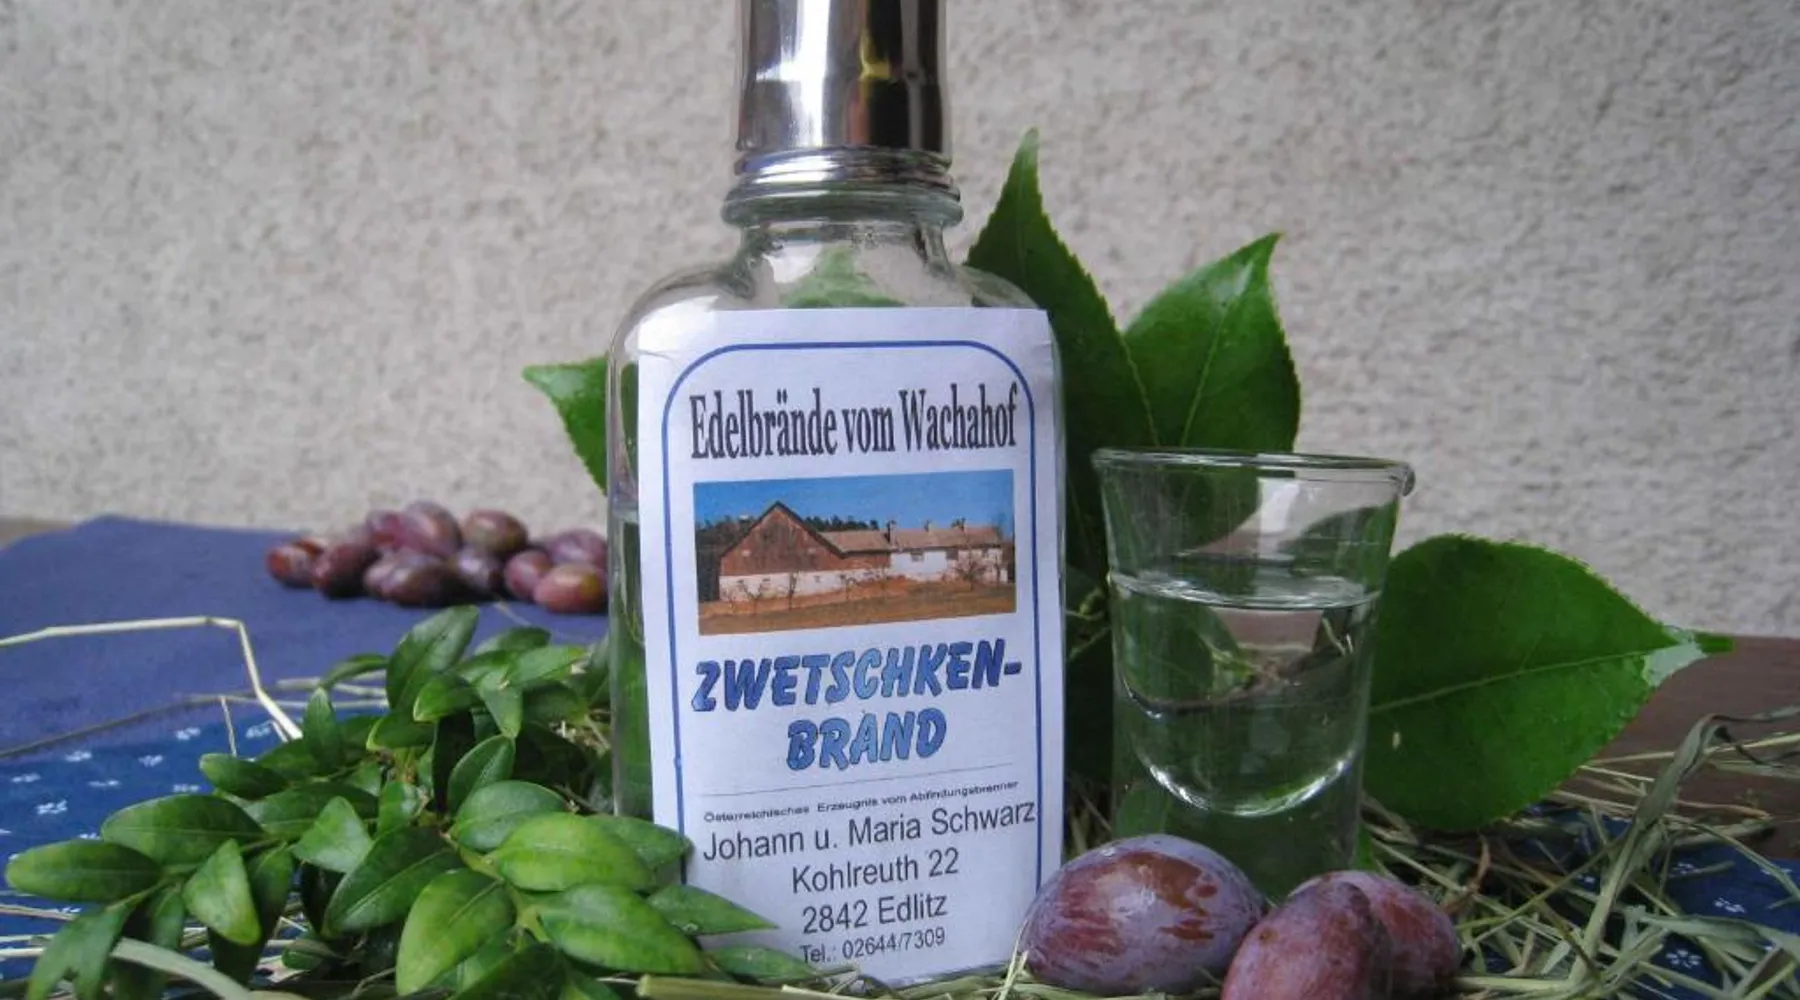 Edelbrände vom Wachahof
ZWETSCHKEN-
BRAND
Österreichisches Erzeugnis vom Abfindungsbrenner
Johann u. Maria Schwarz
Kohlreuth 22
2842 Edlitz
Tel.: 02644/7309